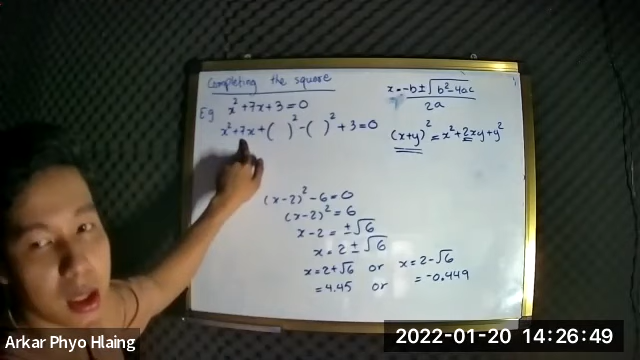 Completing the square
Eg x²+7x+3=0
x²+7x+( )²-( )²+3=0
(x-2)²-6=0
(x-2)²=6
x-2=±√6
x=2±√6
x=2+√6 or x=2-√6
=4.45 or =-0.449
x=-b±√b²-4ac
2a
(x+y)²=x²+2xy+y²
Arkar Phyo Hlaing
2022-01-20 14:26:49